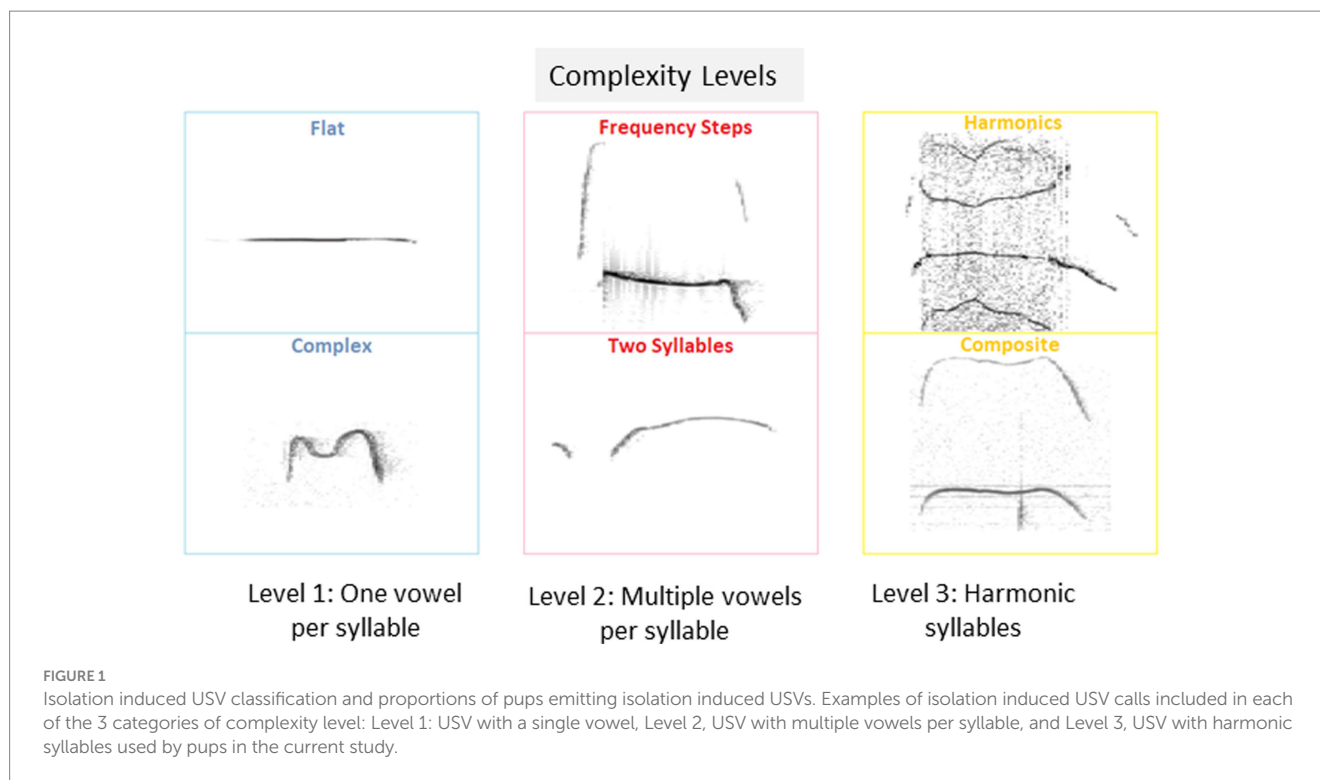 Complexity Levels
Flat
Frequency Steps
Harmonics
Complex
Two Syllables
Composite
Level 1: One vowel
per syllable
Level 2: Multiple vowels
per syllable
Level 3: Harmonic
syllables
FIGURE 1
Isolation induced USV classification and proportions of pups emitting isolation induced USVs. Examples of isolation induced USV calls included in each
of the 3 categories of complexity level: Level 1: USV with a single vowel, Level 2, USV with multiple vowels per syllable, and Level 3, USV with harmonic
syllables used by pups in the current study.